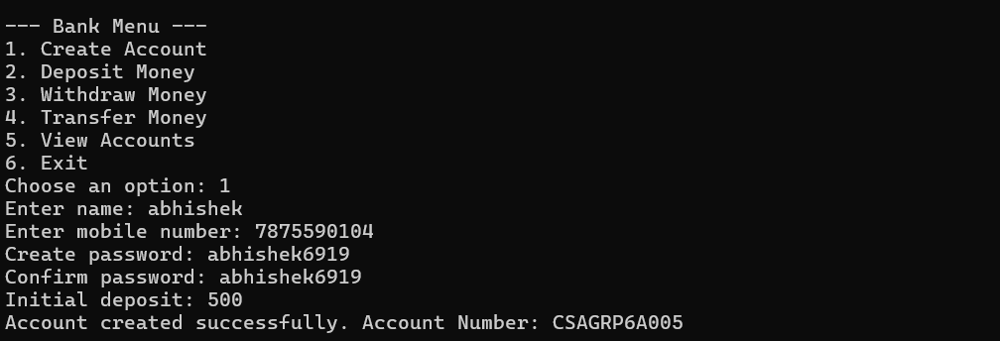 --- Bank Menu ---
1. Create Account
2. Deposit Money
3. Withdraw Money
4. Transfer Money
5. View Accounts
6. Exit
Choose an option: 1
Enter name: abhishek
Enter mobile number: 7875590104
Create password: abhishek6919
Confirm password: abhishek6919
Initial deposit: 500
Account created successfully. Account Number: CSAGRP6A005